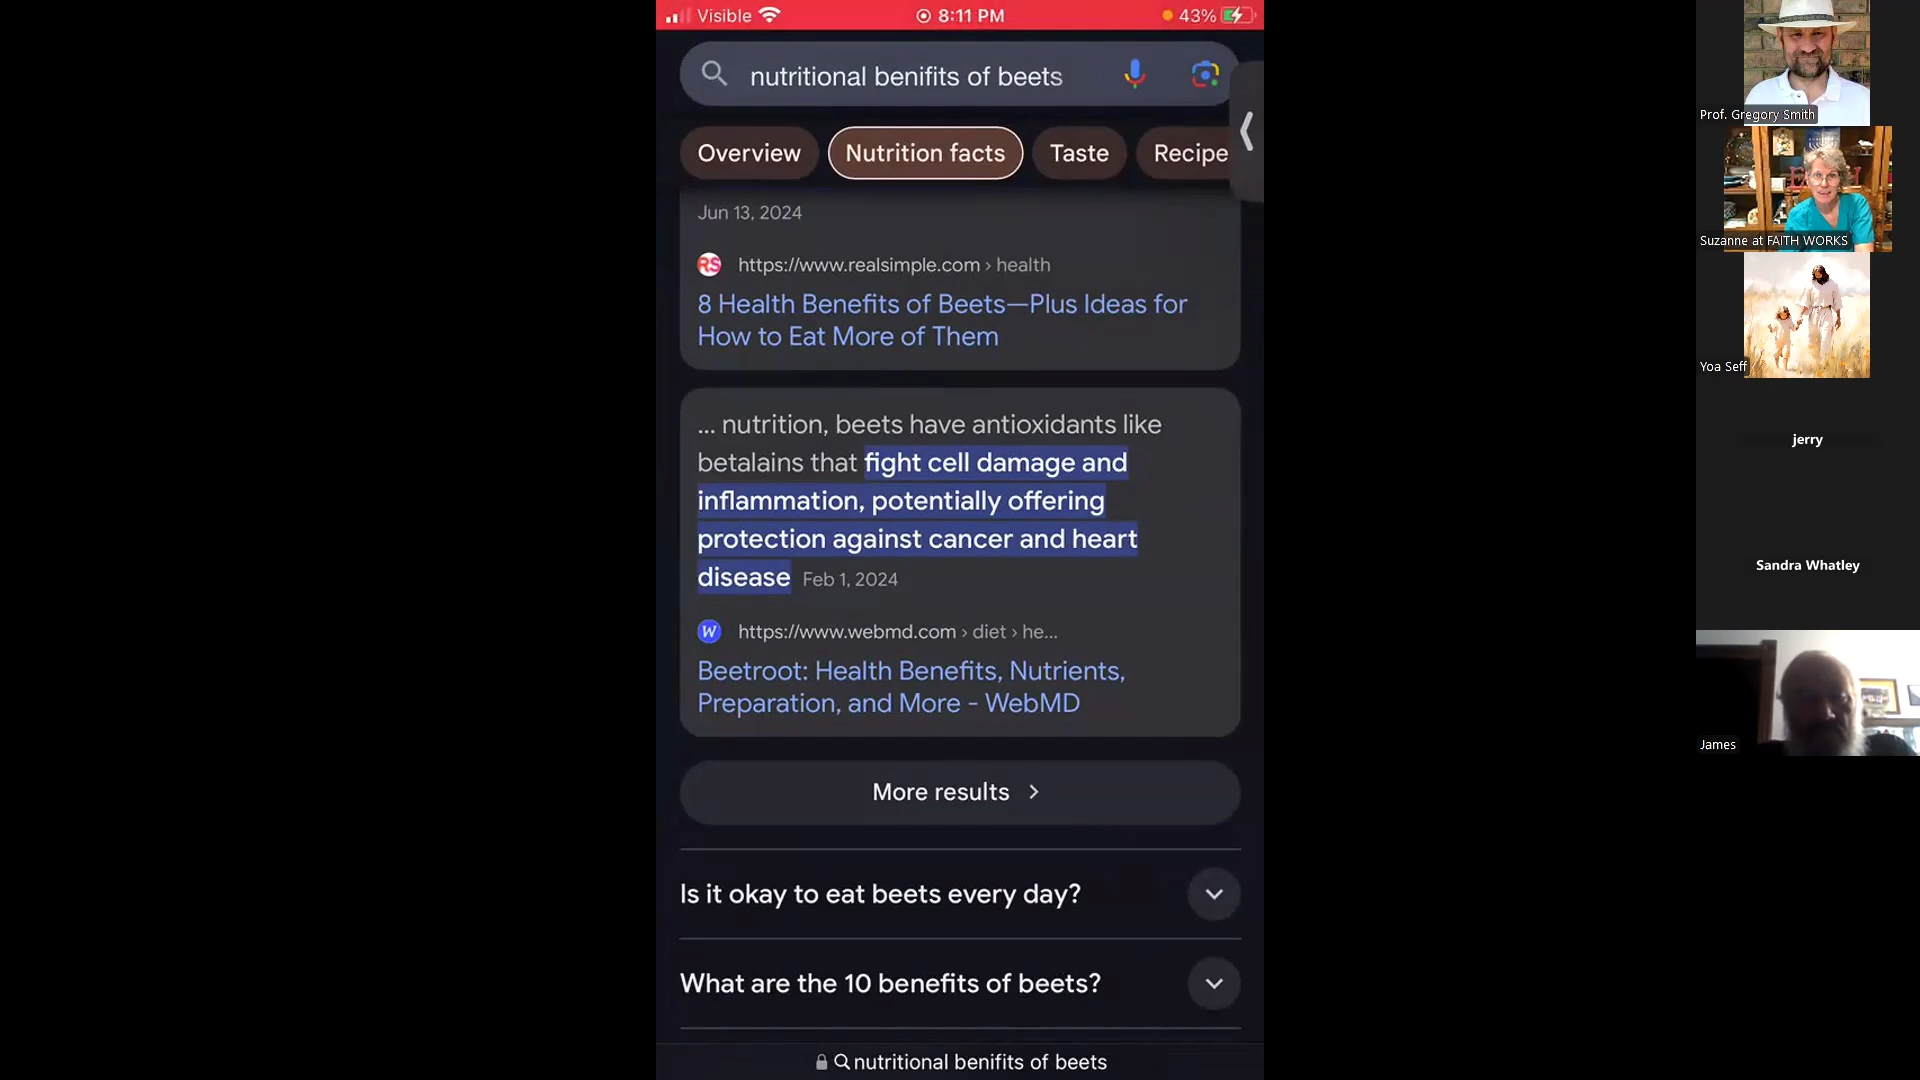 Visible
8:11 PM
43%
nutritional benifits of beets
Overview
Nutrition facts
Taste
Recipe
Jun 13, 2024
RS
https://www.realsimple.com › health
8 Health Benefits of Beets—Plus Ideas for
How to Eat More of Them
... nutrition, beets have antioxidants like
betalains that fight cell damage and
inflammation, potentially offering
protection against cancer and heart
disease Feb 1, 2024
W
https://www.webmd.com › diet › he...
Beetroot: Health Benefits, Nutrients,
Preparation, and More - WebMD
More results
Is it okay to eat beets every day?
What are the 10 benefits of beets?
nutritional benifits of beets
Prof. Gregory Smith
Suzanne at FAITH WORKS
Yoa Seff
jerry
Sandra Whatley
James